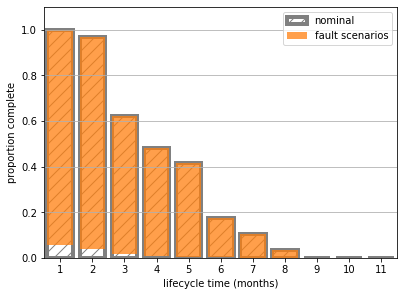 nominal
fault scenarios
proportion complete
1.0
0.8
0.6
0.4
0.2
0.0
1 2 3 4 5 6 7 8 9 10 11
lifecycle time (months)